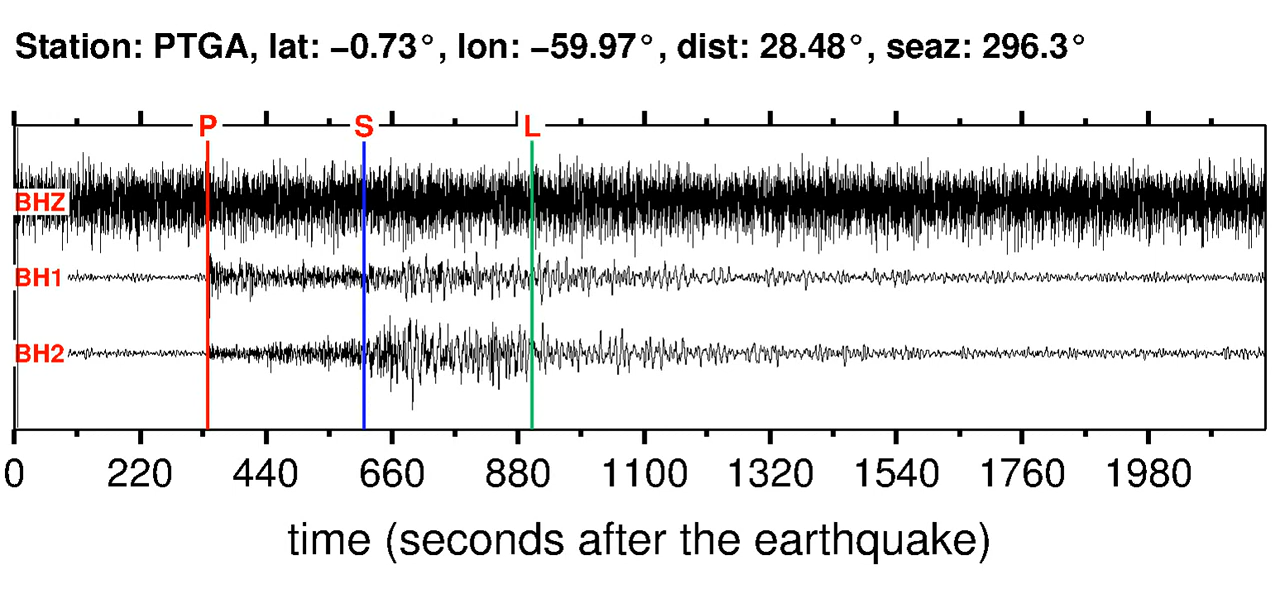 Station: PTGA, lat: −0.73°, lon: −59.97°, dist: 28.48°, seaz: 296.3°
P S L
BHZ
BH1
BH2
0 220 440 660 880 1100 1320 1540 1760 1980
time (seconds after the earthquake)